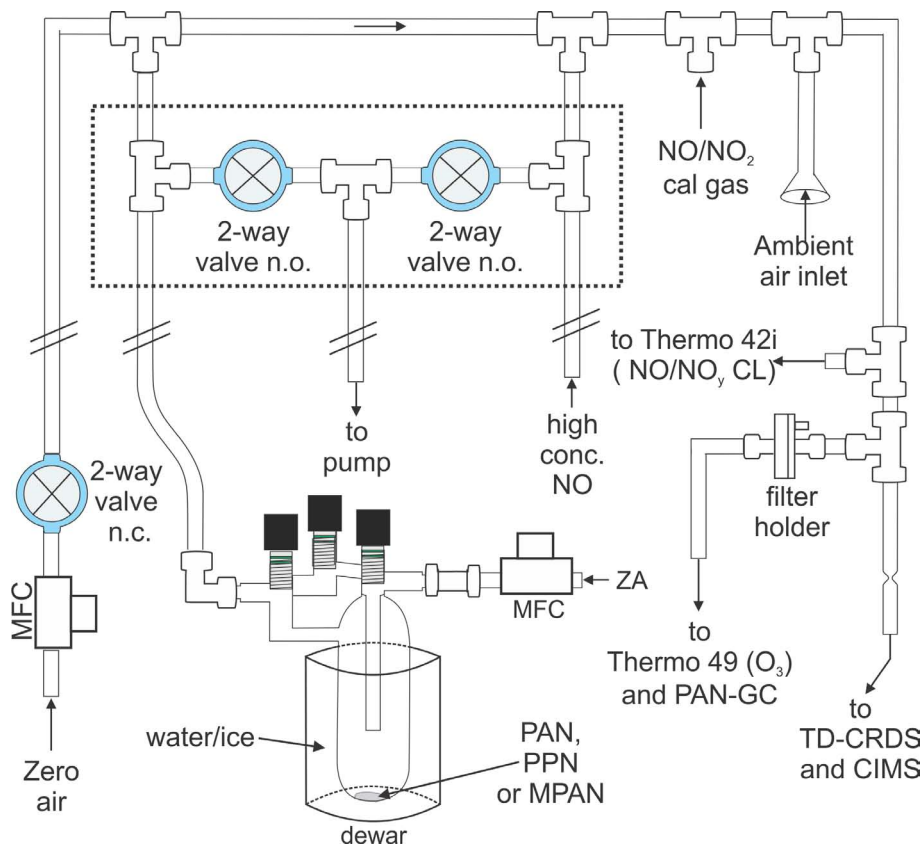 NO/NO₂
cal gas
2-way
valve n.o.
2-way
valve n.o.
Ambient
air inlet
to Thermo 42i
( NO/NOy CL)
to
pump
high
conc.
NO
2-way
valve
n.c.
filter
holder
MFC
MFC
ZA
to
Thermo 49 (O₃)
and PAN-GC
water/ice
PAN,
PPN
or MPAN
to
TD-CRDS
and CIMS
Zero
air
dewar